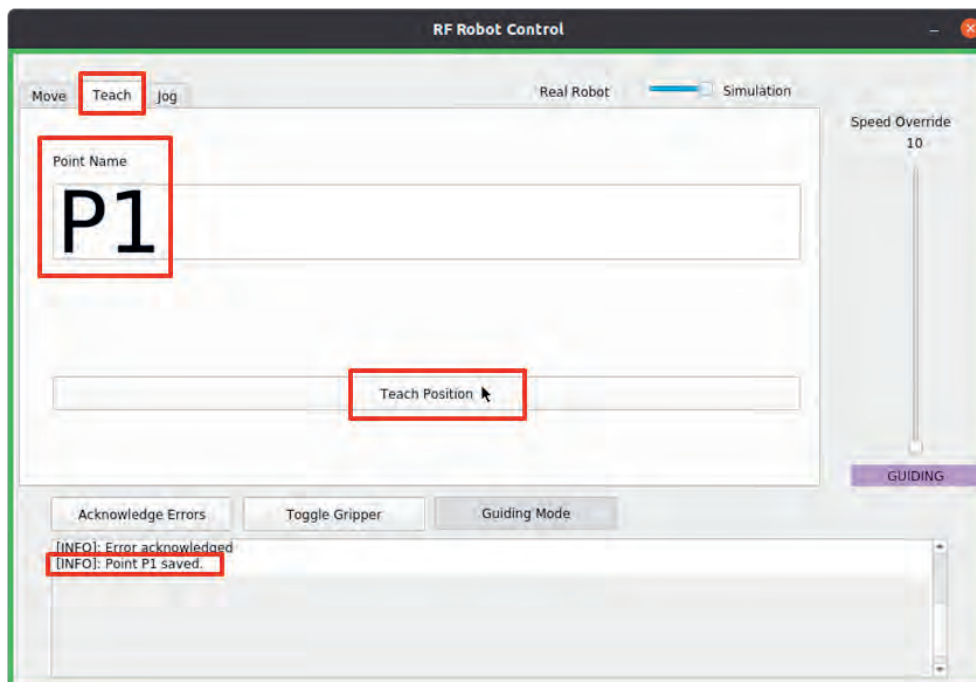 RF Robot Control
Move Teach Jog
Real Robot Simulation
Speed Override
10
Point Name
P1
Teach Position
GUIDING
Acknowledge Errors Toggle Gripper Guiding Mode
[INFO]: Error acknowledged
[INFO]: Point P1 saved.